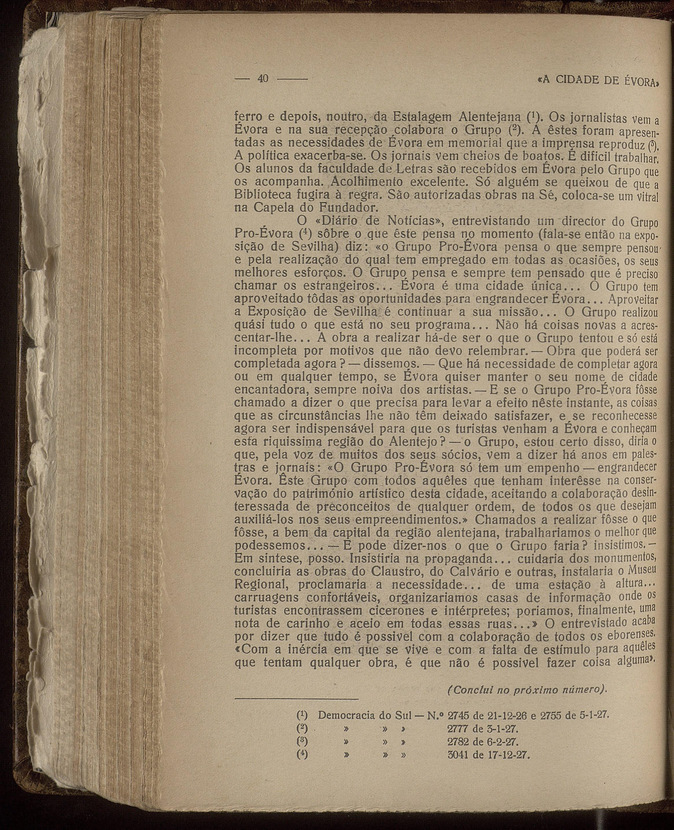 — 40 —
«A CIDADE DE ÉVORA»
ferro e depois, noutro, da Estalagem Alentejana (¹). Os jornalistas vem a
Évora e na sua recepção colabora o Grupo (²). A êstes foram apresen-
tadas as necessidades de Évora em memorial que a imprensa reproduz (³).
A política exacerba-se. Os jornais vem cheios de boatos. É dificil trabalhar.
Os alunos da faculdade de Letras são recebidos em Évora pelo Grupo que
os acompanha. Acolhimento excelente. Só alguém se queixou de que a
Biblioteca fugira à regra. São autorizadas obras na Sé, coloca-se um vitral
na Capela do Fundador.
O «Diário de Notícias», entrevistando um director do Grupo
Pro-Évora (⁴) sôbre o que êste pensa no momento (fala-se então na expo-
sição de Sevilha) diz: «o Grupo Pro-Évora pensa o que sempre pensou
e pela realização do qual tem empregado em todas as ocasiões, os seus
melhores esforços. O Grupo pensa e sempre tem pensado que é preciso
chamar os estrangeiros... Évora é uma cidade única... O Grupo tem
aproveitado tôdas as oportunidades para engrandecer Évora... Aproveitar
a Exposição de Sevilha é continuar a sua missão... O Grupo realizou
quási tudo o que está no seu programa... Não há coisas novas a acres-
centar-lhe... A obra a realizar há-de ser o que o Grupo tentou e só está
incompleta por motivos que não devo relembrar. — Obra que poderá ser
completada agora? — dissemos. — Que há necessidade de completar agora
ou em qualquer tempo, se Évora quiser manter o seu nome de cidade
encantadora, sempre noiva dos artistas. — E se o Grupo Pro-Évora fôsse
chamado a dizer o que precisa para levar a efeito nêste instante, as coisas
que as circunstâncias lhe não têm deixado satisfazer, e se reconhecesse
agora ser indispensável para que os turistas venham a Évora e conheçam
esta riquissima região do Alentejo? — o Grupo, estou certo disso, diria o
que, pela voz de muitos dos seus sócios, vem a dizer há anos em pales-
tras e jornais: «O Grupo Pro-Évora só tem um empenho — engrandecer
Évora. Êste Grupo com todos aquêles que tenham interêsse na conser-
vação do património artístico desta cidade, aceitando a colaboração desin-
teressada de preconceitos de qualquer ordem, de todos os que desejam
auxiliá-los nos seus empreendimentos.» Chamados a realizar fôsse o que
fôsse, a bem da capital da região alentejana, trabalhariamos o melhor que
podessemos... — E pode dizer-nos o que o Grupo faria? insistimos. —
Em sintese, posso. Insistiria na propaganda... cuidaria dos monumentos,
concluiria as obras do Claustro, do Calvário e outras, instalaria o Museu
Regional, proclamaria a necessidade... de uma estação à altura...
carruagens confortáveis, organizariamos casas de informação onde os
turistas encontrassem cicerones e intérpretes; poriamos, finalmente, uma
nota de carinho e aceio em todas essas ruas...» O entrevistado acaba
por dizer que tudo é possivel com a colaboração de todos os eborenses.
«Com a inércia em que se vive e com a falta de estímulo para aquêles
que tentam qualquer obra, é que não é possivel fazer coisa alguma».
(Conclui no próximo número).
(¹) Democracia do Sul — N.º 2745 de 21-12-26 e 2755 de 5-1-27.
(²) » » » 2777 de 3-1-27.
(³) » » » 2782 de 6-2-27.
(⁴) » » » 3041 de 17-12-27.